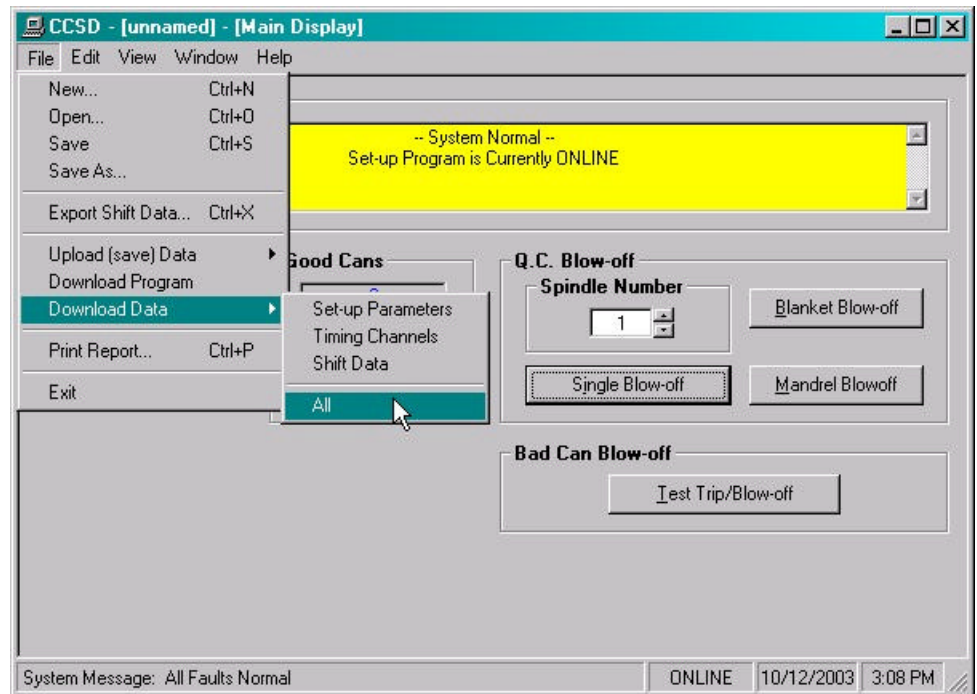 CCSD - [unnamed] - [Main Display]
File Edit View Window Help
New... Ctrl+N
Open... Ctrl+O
Save Ctrl+S
Save As...
Export Shift Data... Ctrl+X
Upload (save) Data
Download Program
Download Data
Print Report... Ctrl+P
Exit
Set-up Parameters
Timing Channels
Shift Data
All
-- System Normal --
Set-up Program is Currently ONLINE
Good Cans
Q.C. Blow-off
Spindle Number
1
Blanket Blow-off
Single Blow-off
Mandrel Blowoff
Bad Can Blow-off
Test Trip/Blow-off
System Message: All Faults Normal
ONLINE
10/12/2003
3:08 PM